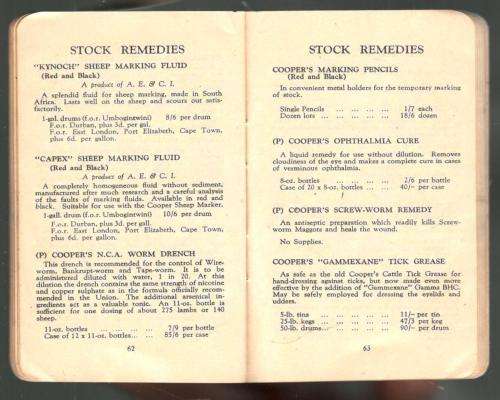 STOCK REMEDIES
"KYNOCH" SHEEP MARKING FLUID
(Red and Black)
A product of A. E. & C. I.
A splendid fluid for sheep marking, made in South
Africa. Lasts well on the sheep and scours out satis-
factorily.
1-gal. drums (f.o.r. Umbogintwini) 8/6 per drum
F.o.r. Durban, plus 3d. per gal.
F.o.r. East London, Port Elizabeth, Cape Town,
plus 6d. per gallon.
"CAPEX" SHEEP MARKING FLUID
(Red and Black)
A product of A. E. & C. I.
A completely homogeneous fluid without sediment,
manufactured after much research and a careful analysis
of the faults of marking fluids. Available in red and
black. Suitable for use with the Cooper Sheep Marker.
1-gall. drum (f.o.r. Umbogintwini) 10/6 per drum
F.o.r. Durban, plus 3d. per gal.
F.o.r. East London, Port Elizabeth, Cape Town,
plus 6d. per gallon.
(P) COOPER'S N.C.A. WORM DRENCH
This drench is recommended for the control of Wire-
worm, Bankrupt-worm and Tape-worm. It is to be
administered diluted with water, 1 in 20. At this
dilution the drench contains the same strength of nicotine
and copper sulphate as in the formula officially recom-
mended in the Union. The additional arsenical in-
gredients act as a valuable tonic. An 11-oz. bottle is
sufficient for one dosing of about 275 lambs or 140
sheep.
11-oz. bottles ... ... ... ... 7/9 per bottle
Case of 12 x 11-oz. bottles... ... 85/6 per case
62
STOCK REMEDIES
COOPER'S MARKING PENCILS
(Red and Black)
In convenient metal holders for the temporary marking
of stock.
Single Pencils ... ... ... ... 1/7 each
Dozen lots ... ... ... ... 18/6 dozen
(P) COOPER'S OPHTHALMIA CURE
A liquid remedy for use without dilution. Removes
cloudiness of the eye and makes a complete cure in cases
of verminous ophthalmia.
8-oz. bottles ... ... ... ... 2/6 per bottle
Case of 20 x 8-oz. bottles ... ... 40/- per case
(P) COOPER'S SCREW-WORM REMEDY
An antiseptic preparation which readily kills Screw-
worm Maggots and heals the wound.
No Supplies.
COOPER'S "GAMMEXANE" TICK GREASE
As safe as the old Cooper's Cattle Tick Grease for
hand-dressing against ticks, but now made even more
effective by the addition of "Gammexane" Gamma BHC.
May be safely employed for dressing the eyelids and
udders.
5-lb. tins ... ... ... ... 11/- per tin
25-lb. kegs ... ... ... ... 47/3 per keg
50-lb. drums... ... ... ... 90/- per drum
63